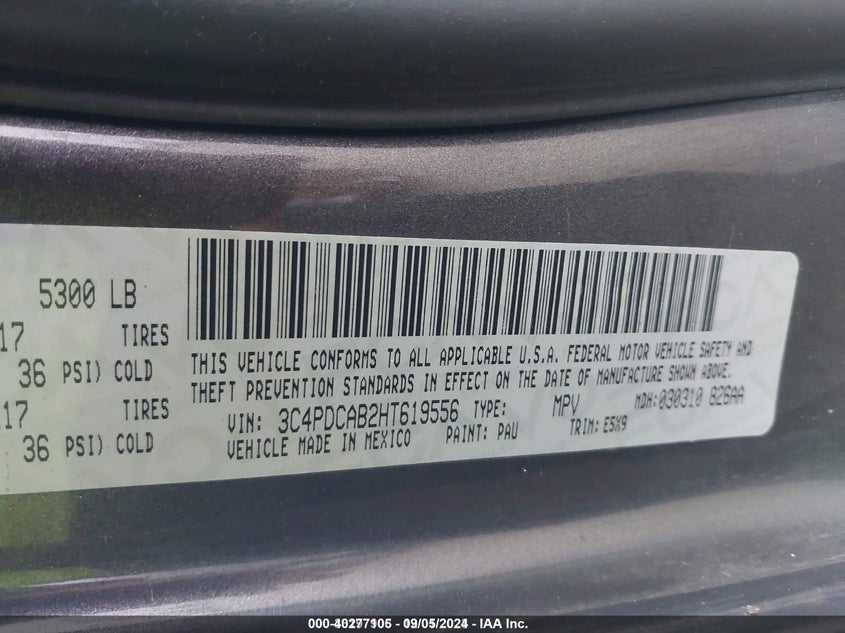 5300 LB
17 TIRES
36 PSI) COLD
17 TIRES
36 PSI) COLD
THIS VEHICLE CONFORMS TO ALL APPLICABLE U.S.A. FEDERAL MOTOR VEHICLE SAFETY AND
THEFT PREVENTION STANDARDS IN EFFECT ON THE DATE OF MANUFACTURE SHOWN ABOVE.
VIN: 3C4PDCAB2HT619556 TYPE: MPV MDH:030310 826AA
VEHICLE MADE IN MEXICO PAINT: PAU TRIM: E5X9
09/05/2024 - IAA Inc.